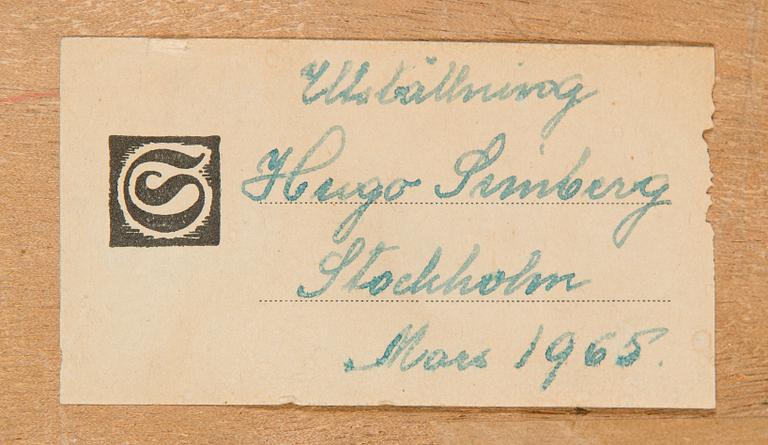 Utställning
Hugo Simberg
Stockholm
Mars 1965.